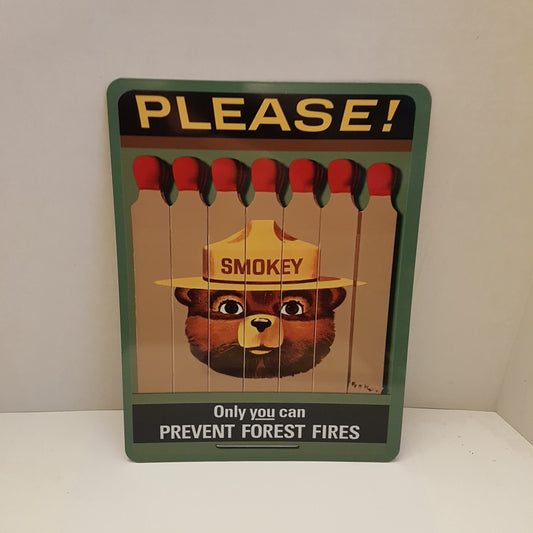 PLEASE!
SMOKEY
Only you can
PREVENT FOREST FIRES